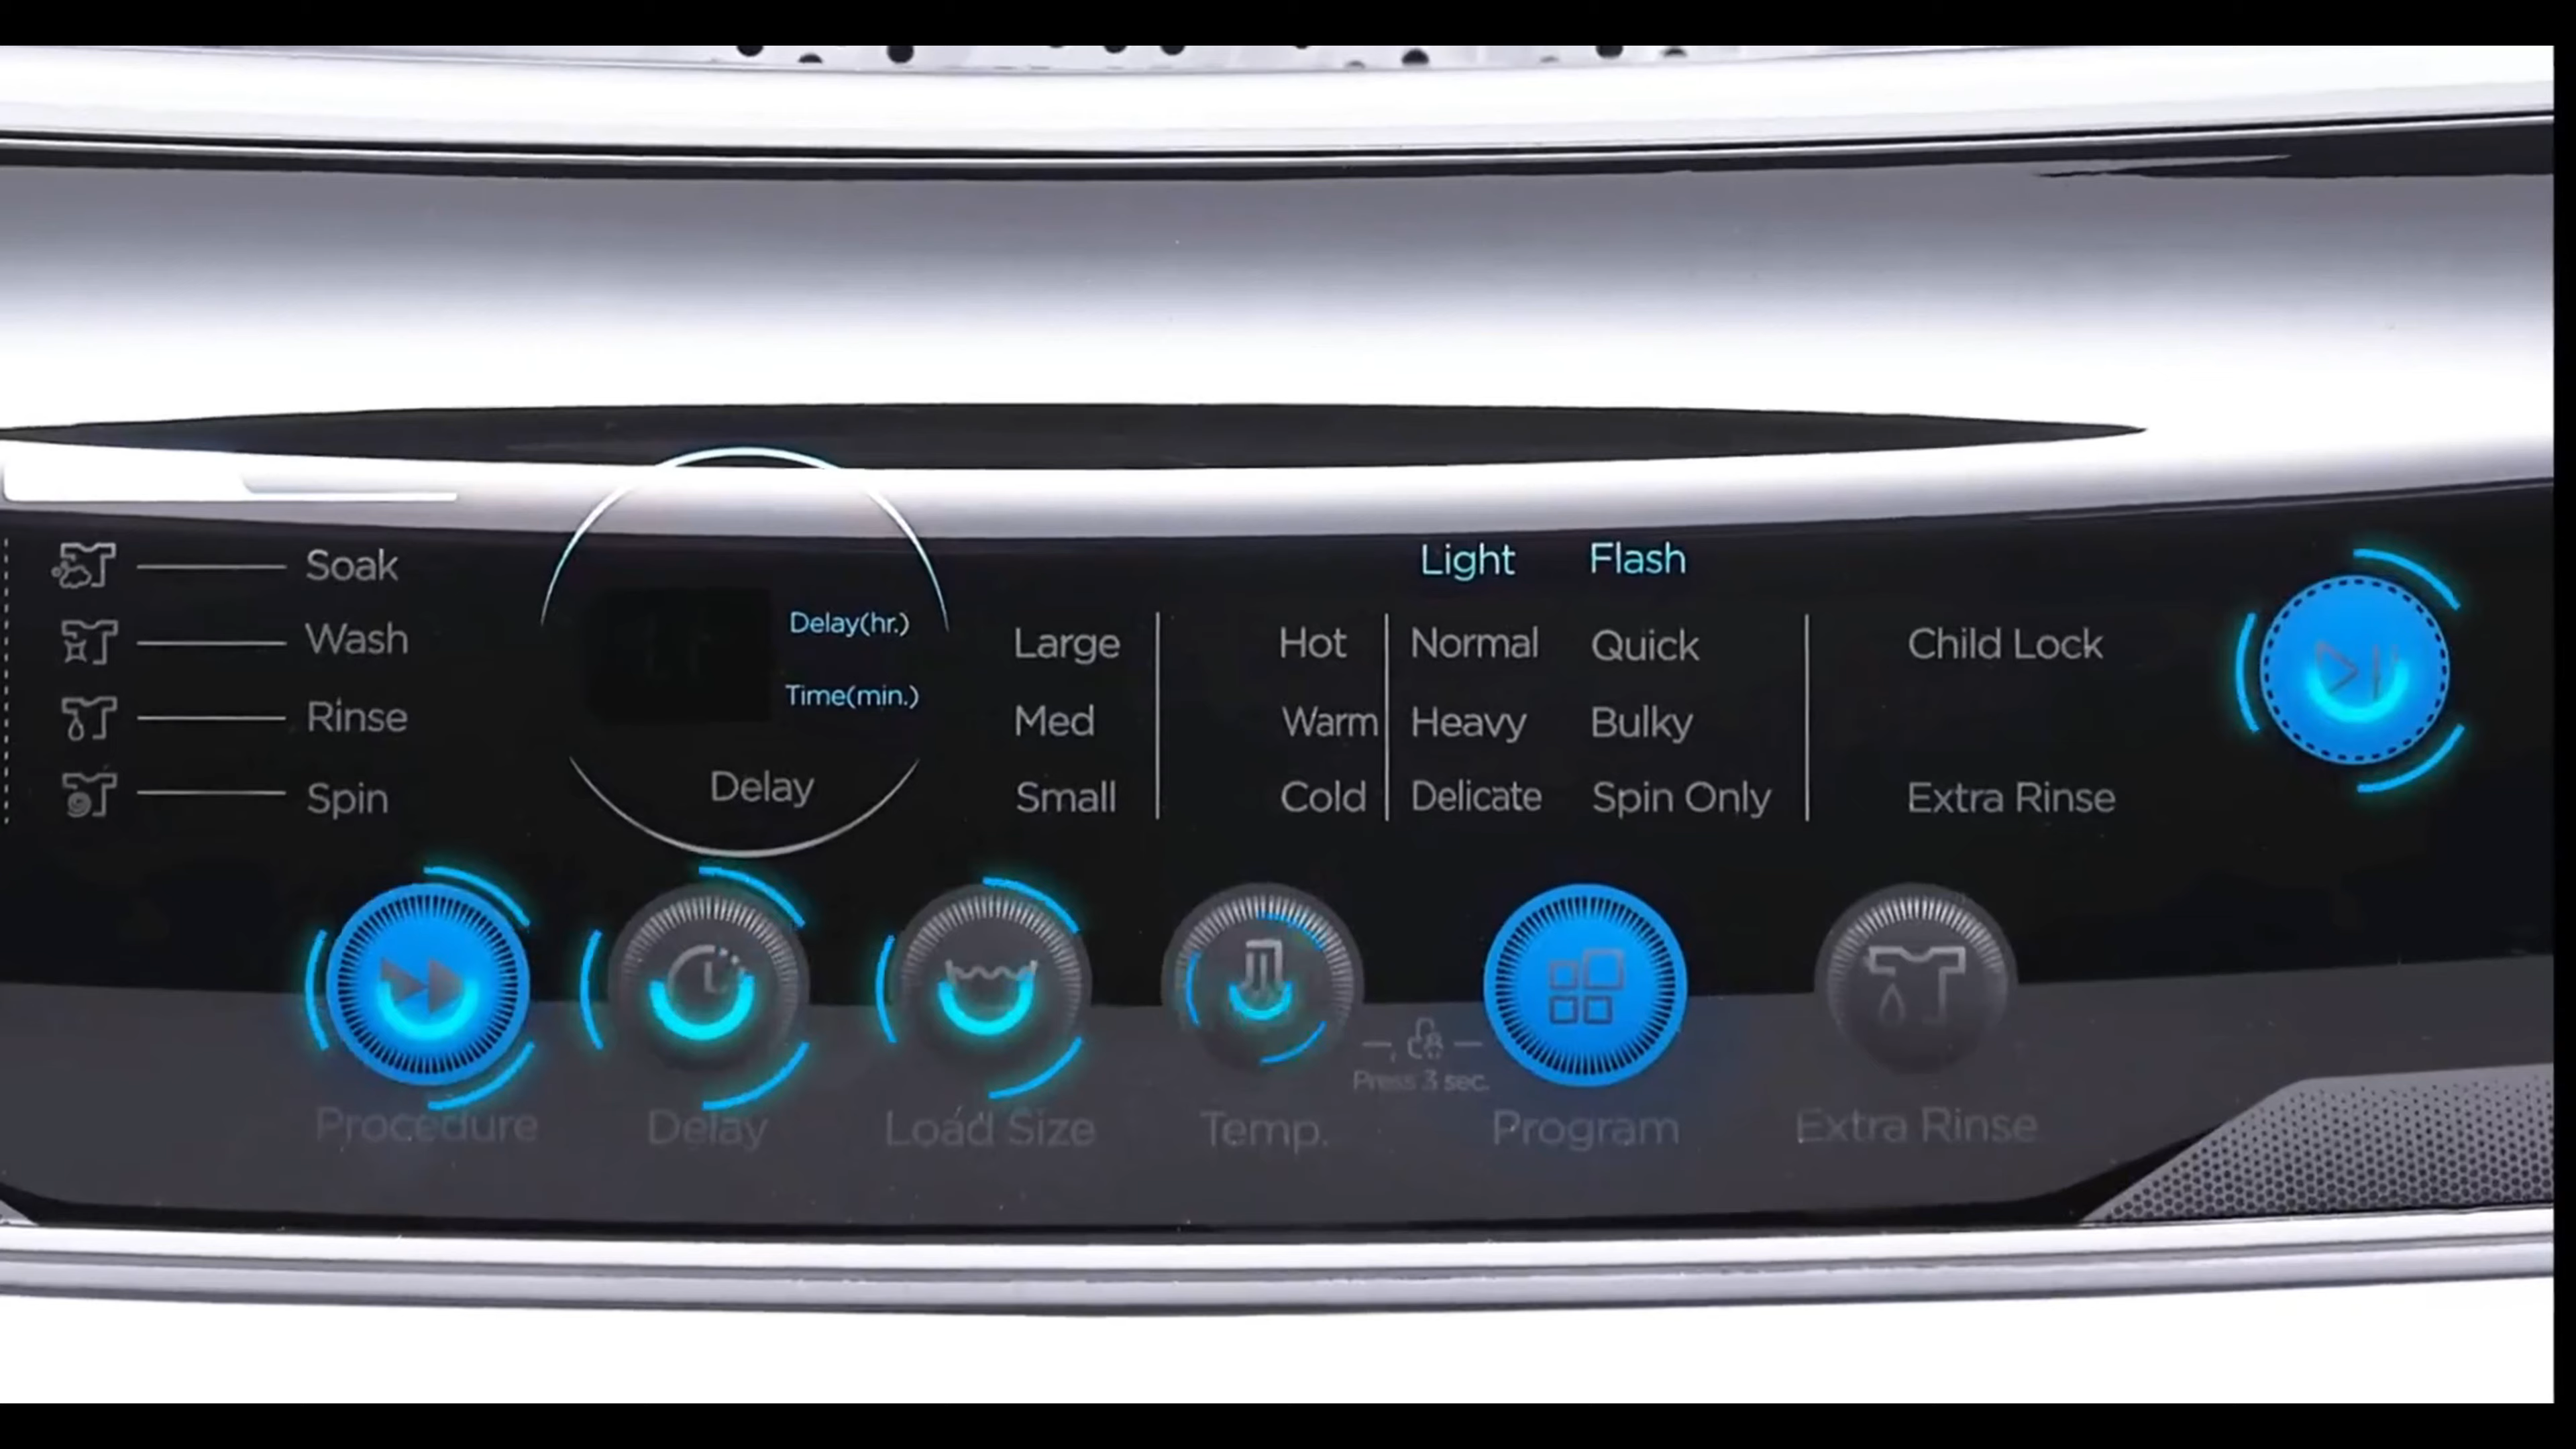 Light Flash
Soak
Wash
Rinse
Spin
Delay(hr.)
Time(min.)
Delay
Large
Med
Small
Hot
Warm
Cold
Normal Quick
Heavy Bulky
Delicate Spin Only
Child Lock
Extra Rinse
Press 3 sec.
Procedure Delay Load Size Temp. Program Extra Rinse